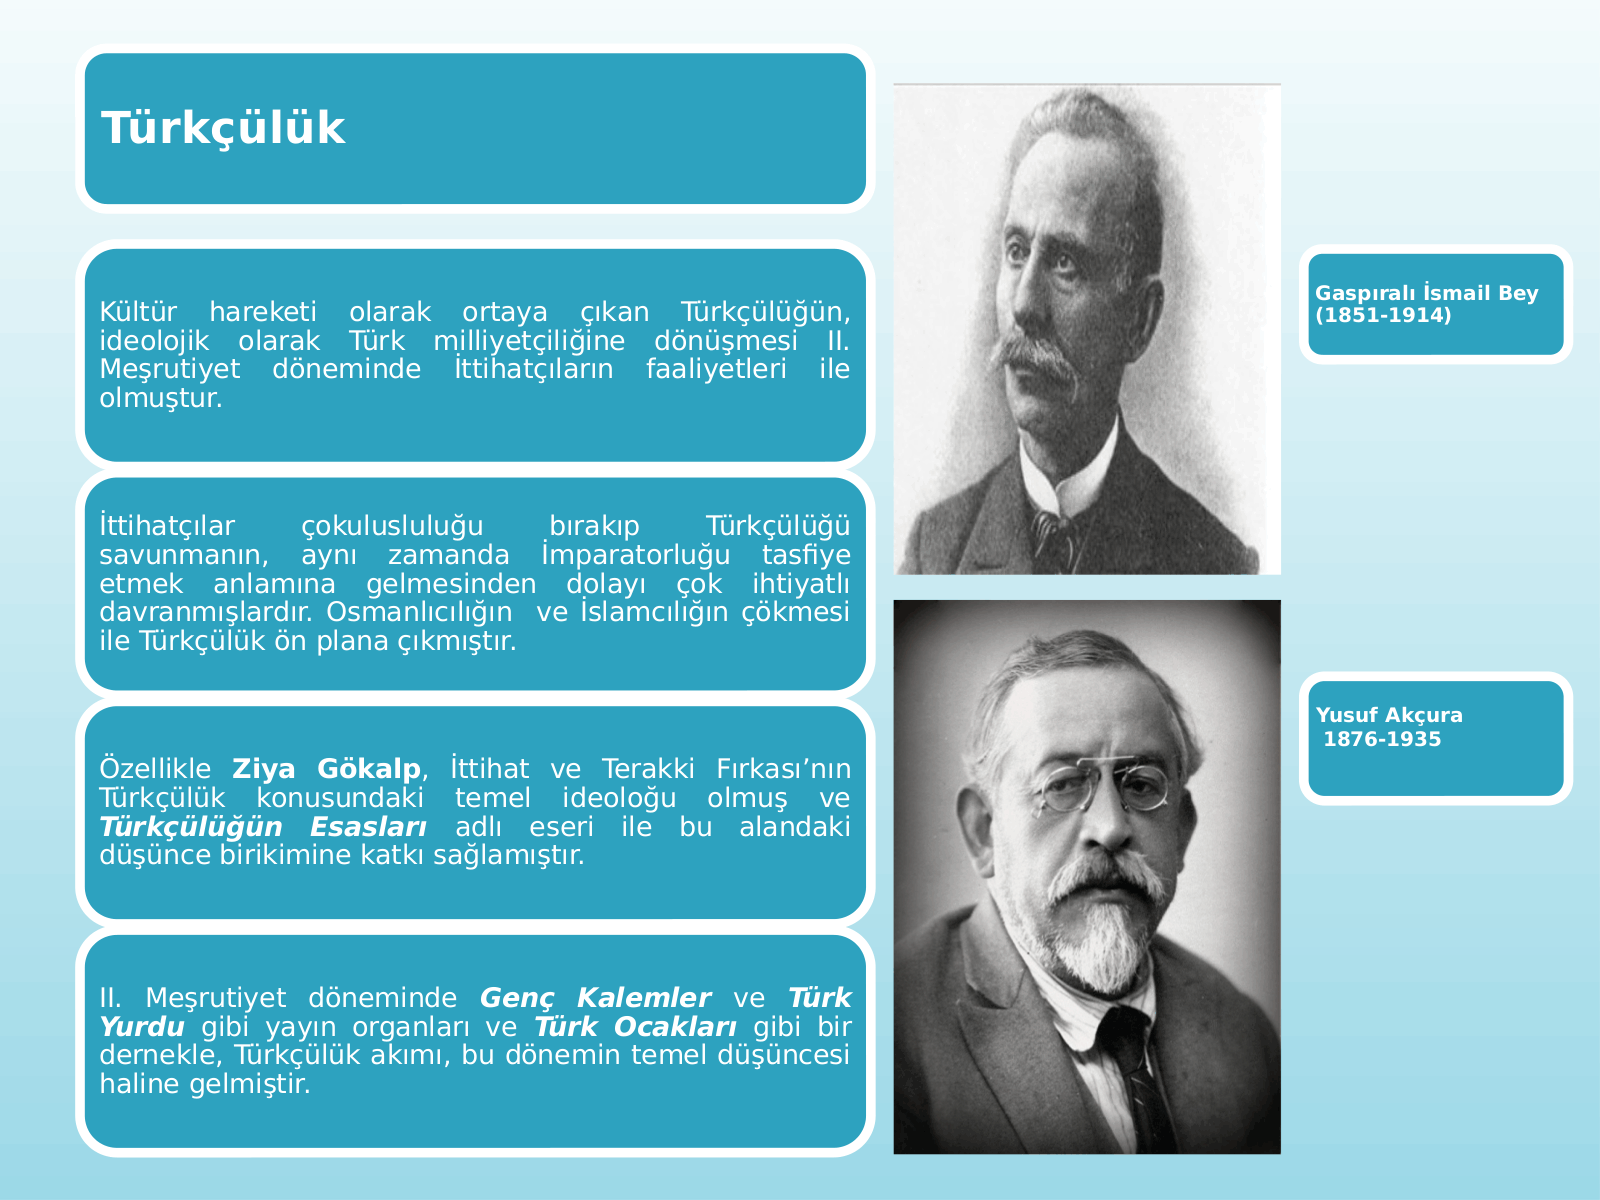 Türkçülük
Kültür hareketi olarak ortaya çıkan Türkçülüğün,
ideolojik olarak Türk milliyetçiliğine dönüşmesi II.
Meşrutiyet döneminde İttihatçıların faaliyetleri ile
olmuştur.
İttihatçılar çokulusluluğu bırakıp Türkçülüğü
savunmanın, aynı zamanda İmparatorluğu tasfiye
etmek anlamına gelmesinden dolayı çok ihtiyatlı
davranmışlardır. Osmanlıcılığın ve İslamcılığın çökmesi
ile Türkçülük ön plana çıkmıştır.
Özellikle Ziya Gökalp, İttihat ve Terakki Fırkası’nın
Türkçülük konusundaki temel ideoloğu olmuş ve
Türkçülüğün Esasları adlı eseri ile bu alandaki
düşünce birikimine katkı sağlamıştır.
II. Meşrutiyet döneminde Genç Kalemler ve Türk
Yurdu gibi yayın organları ve Türk Ocakları gibi bir
dernekle, Türkçülük akımı, bu dönemin temel düşüncesi
haline gelmiştir.
Gaspıralı İsmail Bey
(1851-1914)
Yusuf Akçura
1876-1935